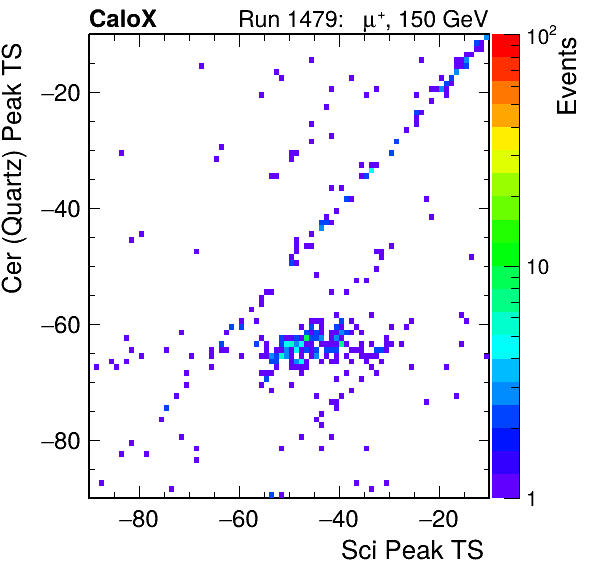 CaloX Run 1479: μ⁺, 150 GeV
Cer (Quartz) Peak TS
−20
−40
−60
−80
−80 −60 −40 −20
Sci Peak TS
10²
10
1
Events